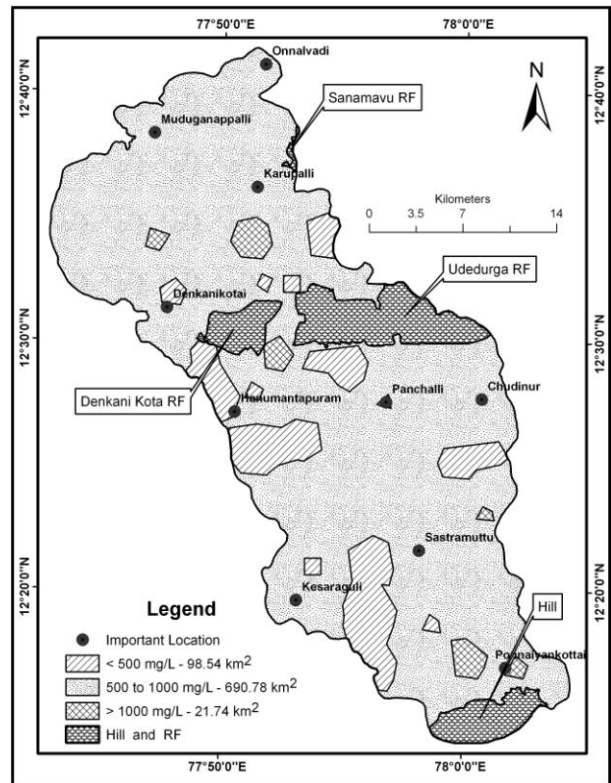 77°50'0"E
78°0'0"E
Onnalvadi
12°40'0"N
12°40'0"N
N
Sanamavu RF
Muduganappalli
Karupalli
Kilometers
0 3.5 7 14
Udedurga RF
Denkanikotai
12°30'0"N
12°30'0"N
Denkani Kota RF
Hanumantapuram
Panchalli
Chudinur
Sastramuttu
12°20'0"N
12°20'0"N
Kesaraguli
Hill
Ponnaiyankottai
Legend
Important Location
< 500 mg/L - 98.54 km2
500 to 1000 mg/L - 690.78 km2
> 1000 mg/L - 21.74 km2
Hill and RF
77°50'0"E
78°0'0"E